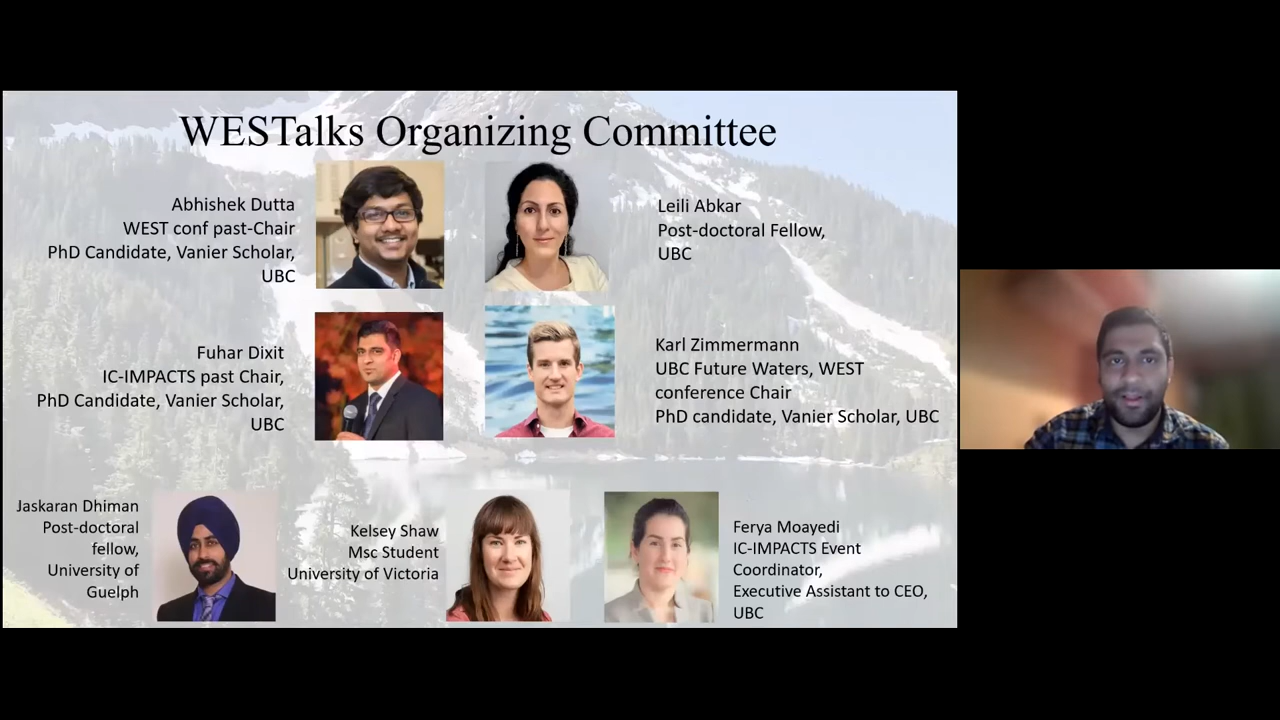 WESTalks Organizing Committee
Abhishek Dutta
WEST conf past-Chair
PhD Candidate, Vanier Scholar,
UBC
Leili Abkar
Post-doctoral Fellow,
UBC
Fuhar Dixit
IC-IMPACTS past Chair,
PhD Candidate, Vanier Scholar,
UBC
Karl Zimmermann
UBC Future Waters, WEST
conference Chair
PhD candidate, Vanier Scholar, UBC
Jaskaran Dhiman
Post-doctoral
fellow,
University of
Guelph
Kelsey Shaw
Msc Student
University of Victoria
Ferya Moayedi
IC-IMPACTS Event
Coordinator,
Executive Assistant to CEO,
UBC